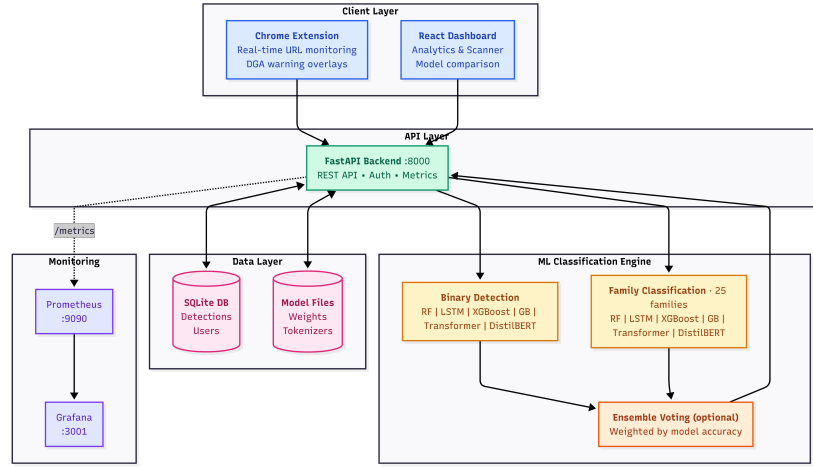 Client Layer
Chrome Extension
Real-time URL monitoring
DGA warning overlays
React Dashboard
Analytics & Scanner
Model comparison
API Layer
FastAPI Backend :8000
REST API • Auth • Metrics
/metrics
Monitoring
Prometheus
:9090
Grafana
:3001
Data Layer
SQLite DB
Detections
Users
Model Files
Weights
Tokenizers
ML Classification Engine
Binary Detection
RF | LSTM | XGBoost | GB |
Transformer | DistilBERT
Family Classification · 25
families
RF | LSTM | XGBoost | GB |
Transformer | DistilBERT
Ensemble Voting (optional)
Weighted by model accuracy